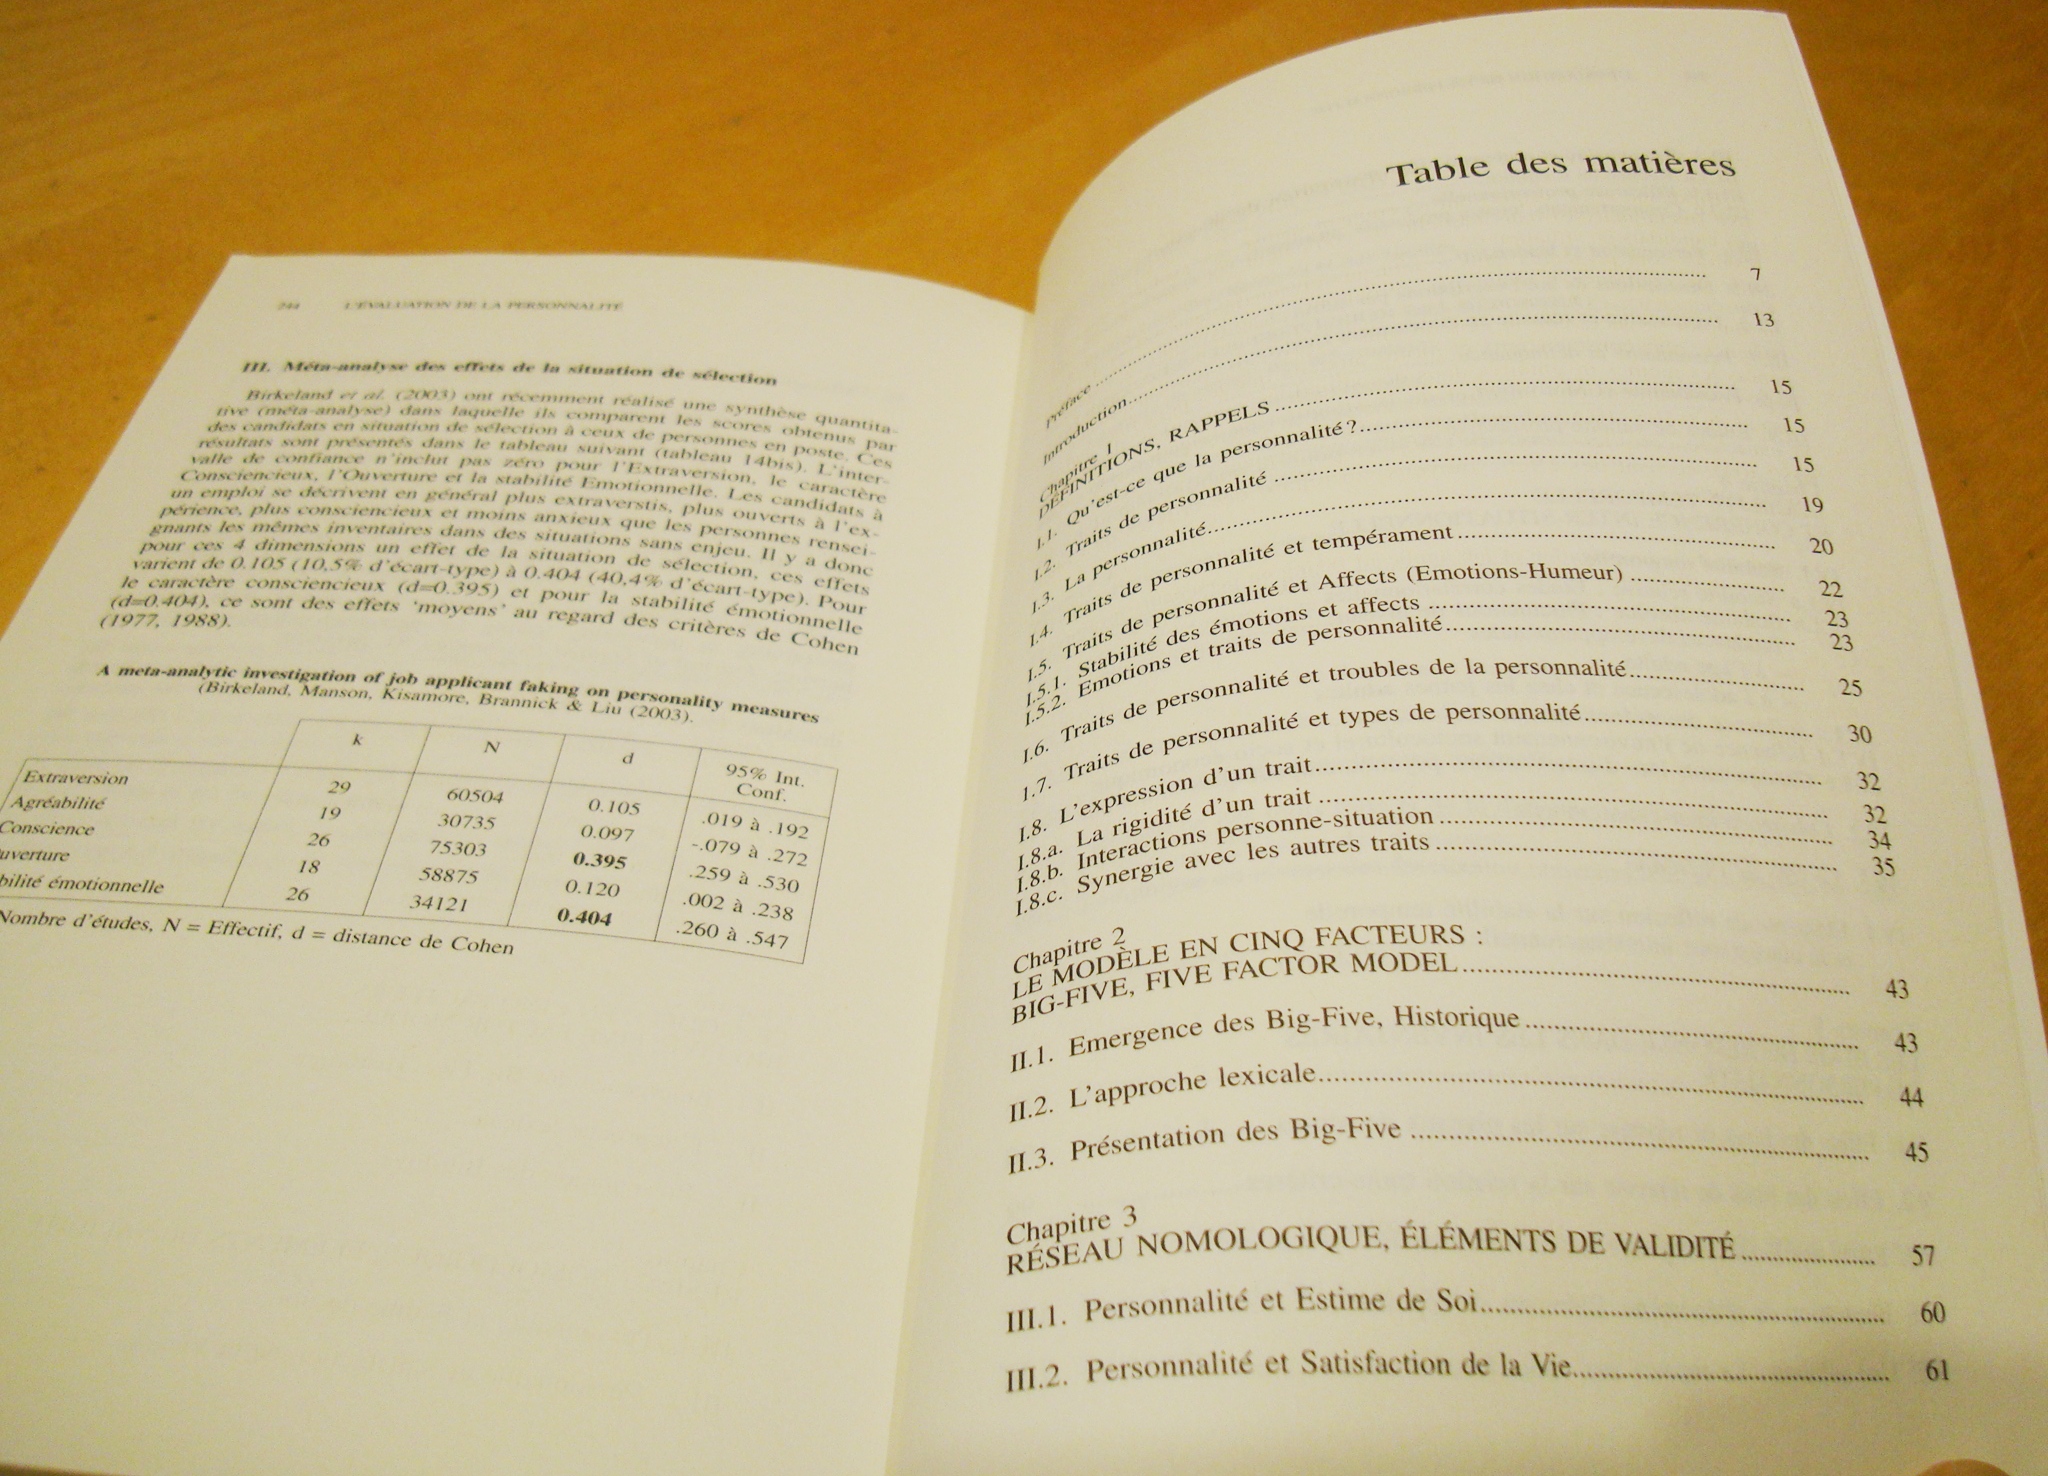 244 L'ÉVALUATION DE LA PERSONNALITÉ
III. Méta-analyse des effets de la situation de sélection
Birkeland et al. (2003) ont récemment réalisé une synthèse quantita-
tive (méta-analyse) dans laquelle ils comparent les scores obtenus par
des candidats en situation de sélection à ceux de personnes en poste. Ces
résultats sont présentés dans le tableau suivant (tableau 14bis). L'inter-
valle de confiance n'inclut pas zéro pour l'Extraversion, le caractère
Consciencieux, l'Ouverture et la stabilité Emotionnelle. Les candidats à
un emploi se décrivent en général plus extraverstis, plus ouverts à l'ex-
périence, plus consciencieux et moins anxieux que les personnes rensei-
gnants les mêmes inventaires dans des situations sans enjeu. Il y a donc
pour ces 4 dimensions un effet de la situation de sélection, ces effets
varient de 0.105 (10,5% d'écart-type) à 0.404 (40,4% d'écart-type). Pour
le caractère consciencieux (d=0.395) et pour la stabilité émotionnelle
(d=0.404), ce sont des effets 'moyens' au regard des critères de Cohen
(1977, 1988).
A meta-analytic investigation of job applicant faking on personality measures
(Birkeland, Manson, Kisamore, Brannick & Liu (2003).
k N d 95% Int.
Conf.
Extraversion 29 60504 0.105 .019 à .192
Agréabilité 19 30735 0.097 -.079 à .272
Conscience 26 75303 0.395 .259 à .530
uverture 18 58875 0.120 .002 à .238
bilité émotionnelle 26 34121 0.404 .260 à .547
Nombre d'études, N = Effectif, d = distance de Cohen
Table des matières
Préface ........ 7
Introduction ........ 13
Chapitre 1
DÉFINITIONS, RAPPELS ........ 15
I.1. Qu'est-ce que la personnalité ? ........ 15
I.2. Traits de personnalité ........ 15
I.3. La personnalité ........ 19
I.4. Traits de personnalité et tempérament ........ 20
I.5. Traits de personnalité et Affects (Emotions-Humeur) ........ 22
I.5.1. Stabilité des émotions et affects ........ 23
I.5.2. Emotions et traits de personnalité ........ 23
I.6. Traits de personnalité et troubles de la personnalité ........ 25
I.7. Traits de personnalité et types de personnalité ........ 30
I.8. L'expression d'un trait ........ 32
I.8.a. La rigidité d'un trait ........ 32
I.8.b. Interactions personne-situation ........ 34
I.8.c. Synergie avec les autres traits ........ 35
Chapitre 2
LE MODÈLE EN CINQ FACTEURS :
BIG-FIVE, FIVE FACTOR MODEL ........ 43
II.1. Emergence des Big-Five, Historique ........ 43
II.2. L'approche lexicale ........ 44
II.3. Présentation des Big-Five ........ 45
Chapitre 3
RÉSEAU NOMOLOGIQUE, ÉLÉMENTS DE VALIDITÉ ........ 57
III.1. Personnalité et Estime de Soi ........ 60
III.2. Personnalité et Satisfaction de la Vie ........ 61